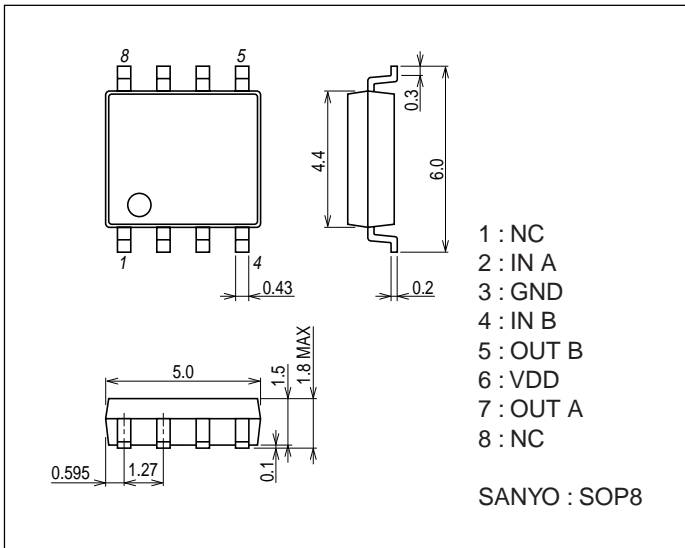 8
5
0.3
4.4
6.0
1
4
0.43
0.2
1 : NC
2 : IN A
3 : GND
4 : IN B
5 : OUT B
6 : VDD
7 : OUT A
8 : NC
5.0
1.5
1.8 MAX
0.595
1.27
0.1
SANYO : SOP8